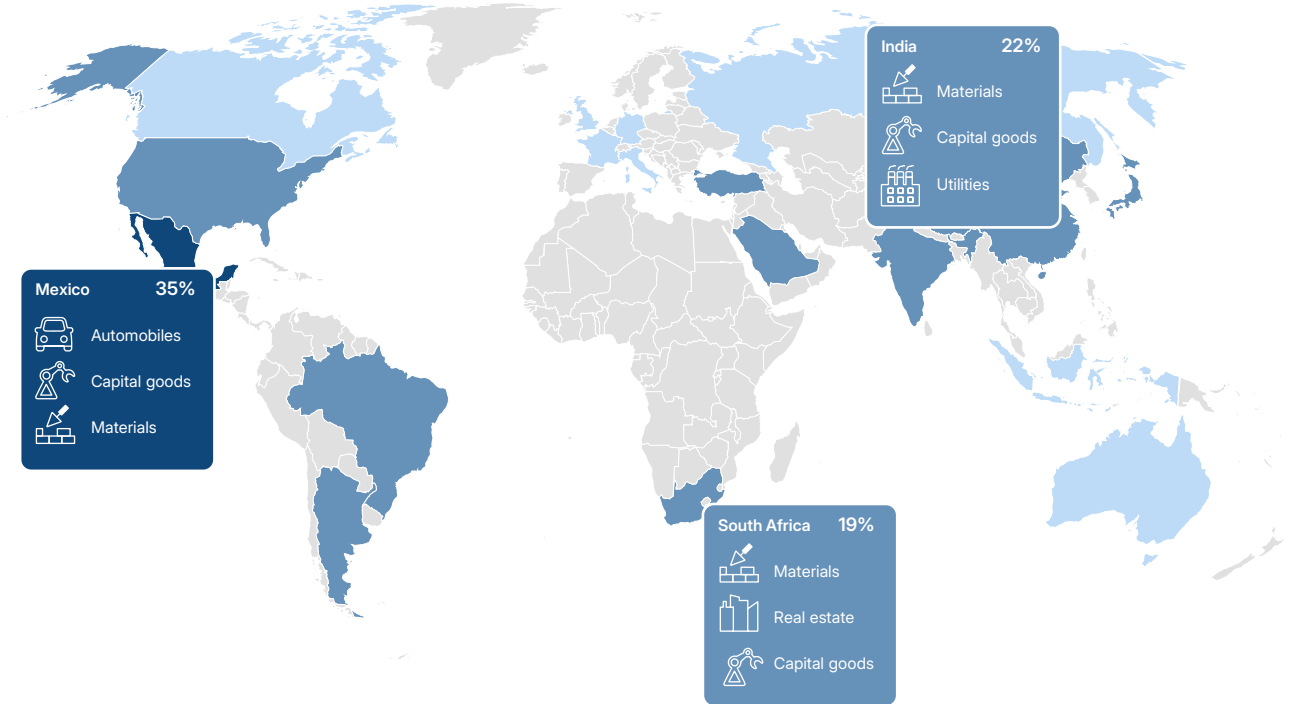 India 22%
Materials
Capital goods
Utilities
Mexico 35%
Automobiles
Capital goods
Materials
South Africa 19%
Materials
Real estate
Capital goods